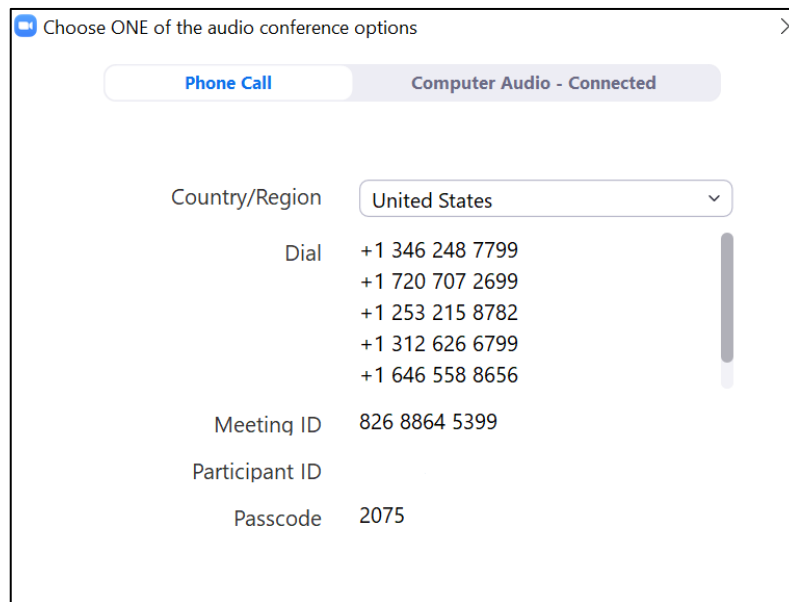 Choose ONE of the audio conference options
Phone Call Computer Audio - Connected
Country/Region United States
Dial +1 346 248 7799
+1 720 707 2699
+1 253 215 8782
+1 312 626 6799
+1 646 558 8656
Meeting ID 826 8864 5399
Participant ID
Passcode 2075